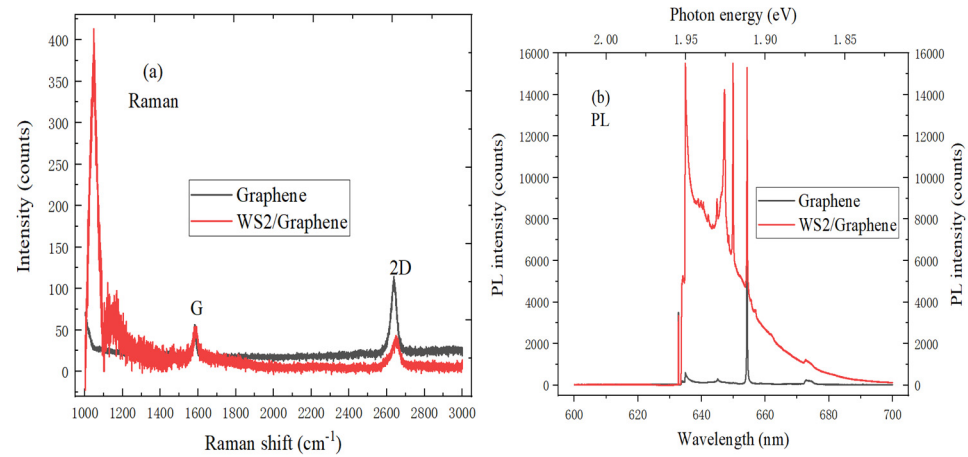 (a)
Raman
Graphene
WS2/Graphene
G
2D
400
350
300
250
200
150
100
50
0
1000 1200 1400 1600 1800 2000 2200 2400 2600 2800 3000
Intensity (counts)
Raman shift (cm-1)
Photon energy (eV)
2.00 1.95 1.90 1.85
(b)
PL
Graphene
WS2/Graphene
16000
14000
12000
10000
8000
6000
4000
2000
0
16000
14000
12000
10000
8000
6000
4000
2000
0
600 620 640 660 680 700
PL intensity (counts)
PL intensity (counts)
Wavelength (nm)